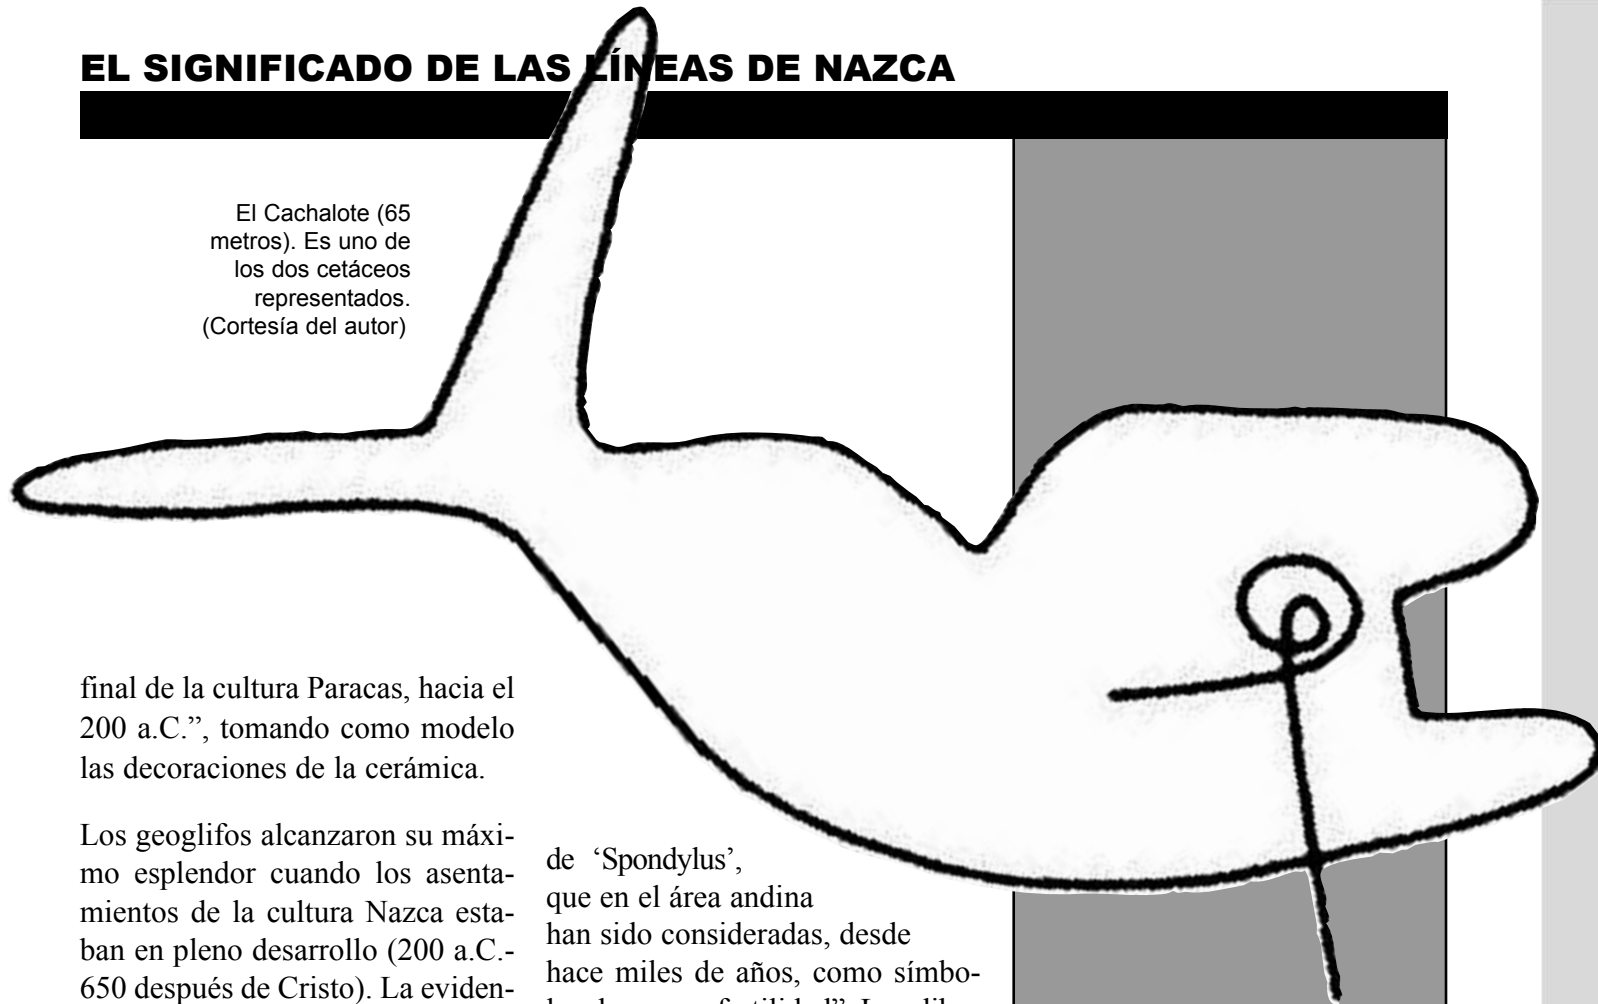 EL SIGNIFICADO DE LAS LÍNEAS DE NAZCA
El Cachalote (65
metros). Es uno de
los dos cetáceos
representados.
(Cortesía del autor)
final de la cultura Paracas, hacia el
200 a.C.”, tomando como modelo
las decoraciones de la cerámica.
Los geoglifos alcanzaron su máxi-
mo esplendor cuando los asenta-
mientos de la cultura Nazca esta-
ban en pleno desarrollo (200 a.C.-
650 después de Cristo). La eviden-
de ‘Spondylus’,
que en el área andina
han sido consideradas, desde
hace miles de años, como símbo-